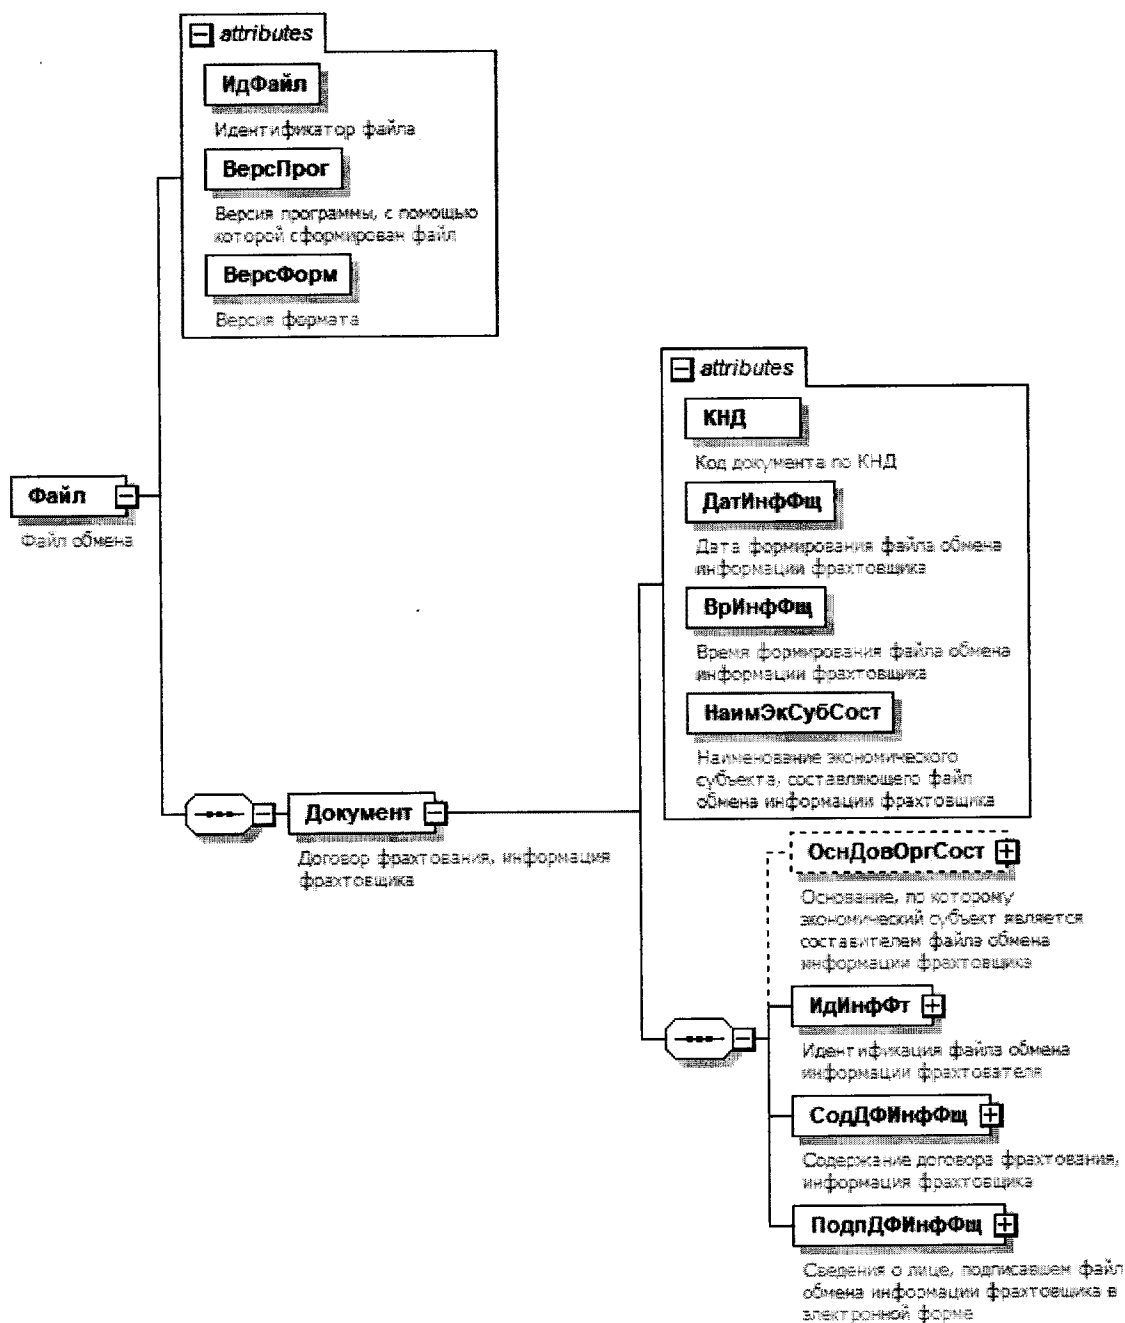 attributes
ИдФайл
Идентификатор файла
ВерсПрог
Версия программы, с помощью
которой сформирован файл
ВерсФорм
Версия формата
attributes
КНД
Код документа по КНД
ДатИнфФщ
Дата формирования файла обмена
информации фрахтовщика
ВрИнфФщ
Время формирования файла обмена
информации фрахтовщика
НаимЭкСубСост
Наименование экономического
субъекта, составляющего файл
обмена информации фрахтовщика
Файл
Файл обмена
Документ
Договор фрахтования, информация
фрахтовщика
ОснДовОргСост
Основание, по которому
экономический субъект является
составителем файла обмена
информации фрахтовщика
ИдИнфФт
Идентификация файла обмена
информации фрахтователя
СодДФИнфФщ
Содержание договора фрахтования,
информация фрахтовщика
ПодпДФИнфФщ
Сведения о лице, подписавшем файл
обмена информации фрахтовщика в
электронной форме